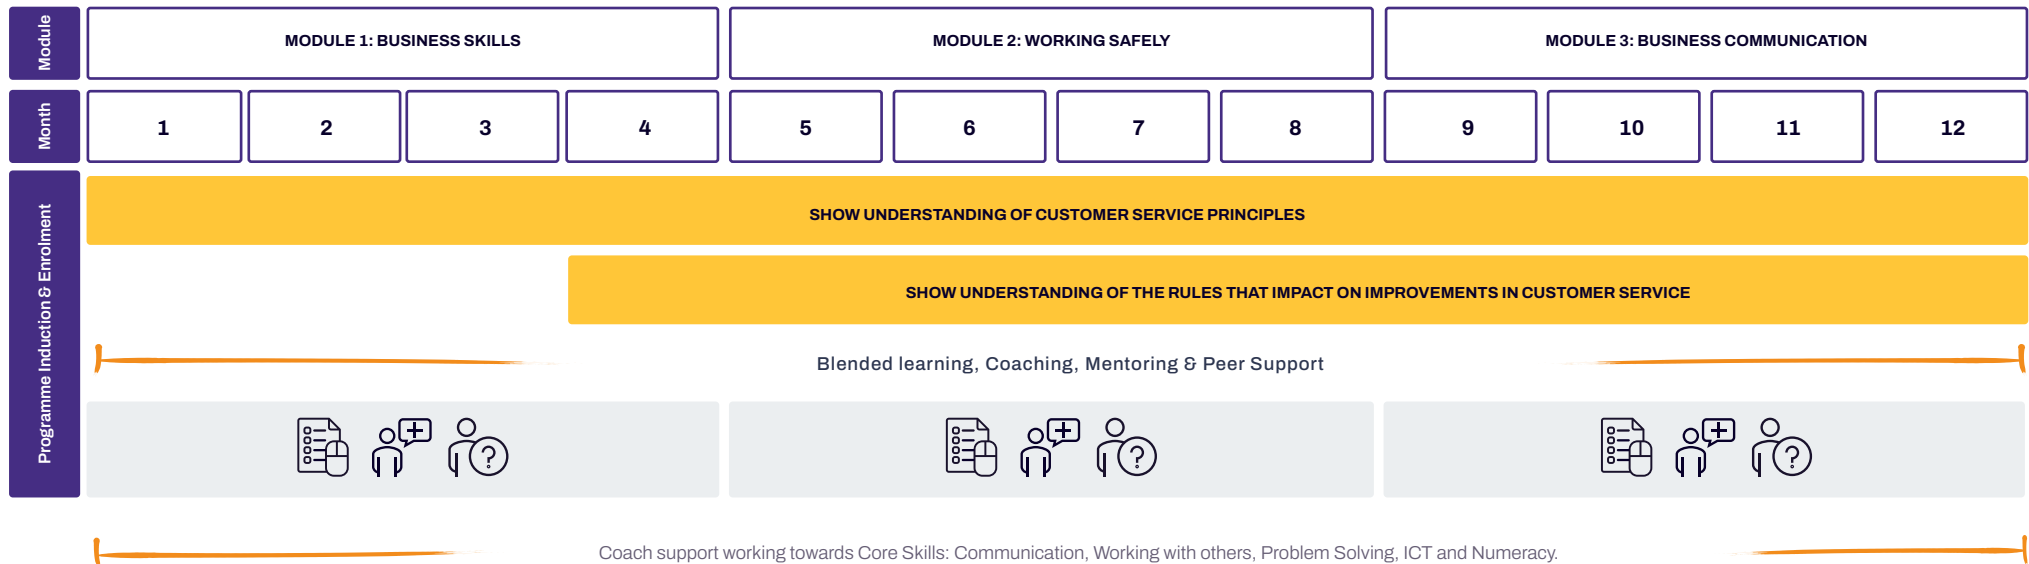 Module
MODULE 1: BUSINESS SKILLS
MODULE 2: WORKING SAFELY
MODULE 3: BUSINESS COMMUNICATION
Month
1
2
3
4
5
6
7
8
9
10
11
12
Programme Induction & Enrolment
SHOW UNDERSTANDING OF CUSTOMER SERVICE PRINCIPLES
SHOW UNDERSTANDING OF THE RULES THAT IMPACT ON IMPROVEMENTS IN CUSTOMER SERVICE
Blended learning, Coaching, Mentoring & Peer Support
?
?
?
Coach support working towards Core Skills: Communication, Working with others, Problem Solving, ICT and Numeracy.